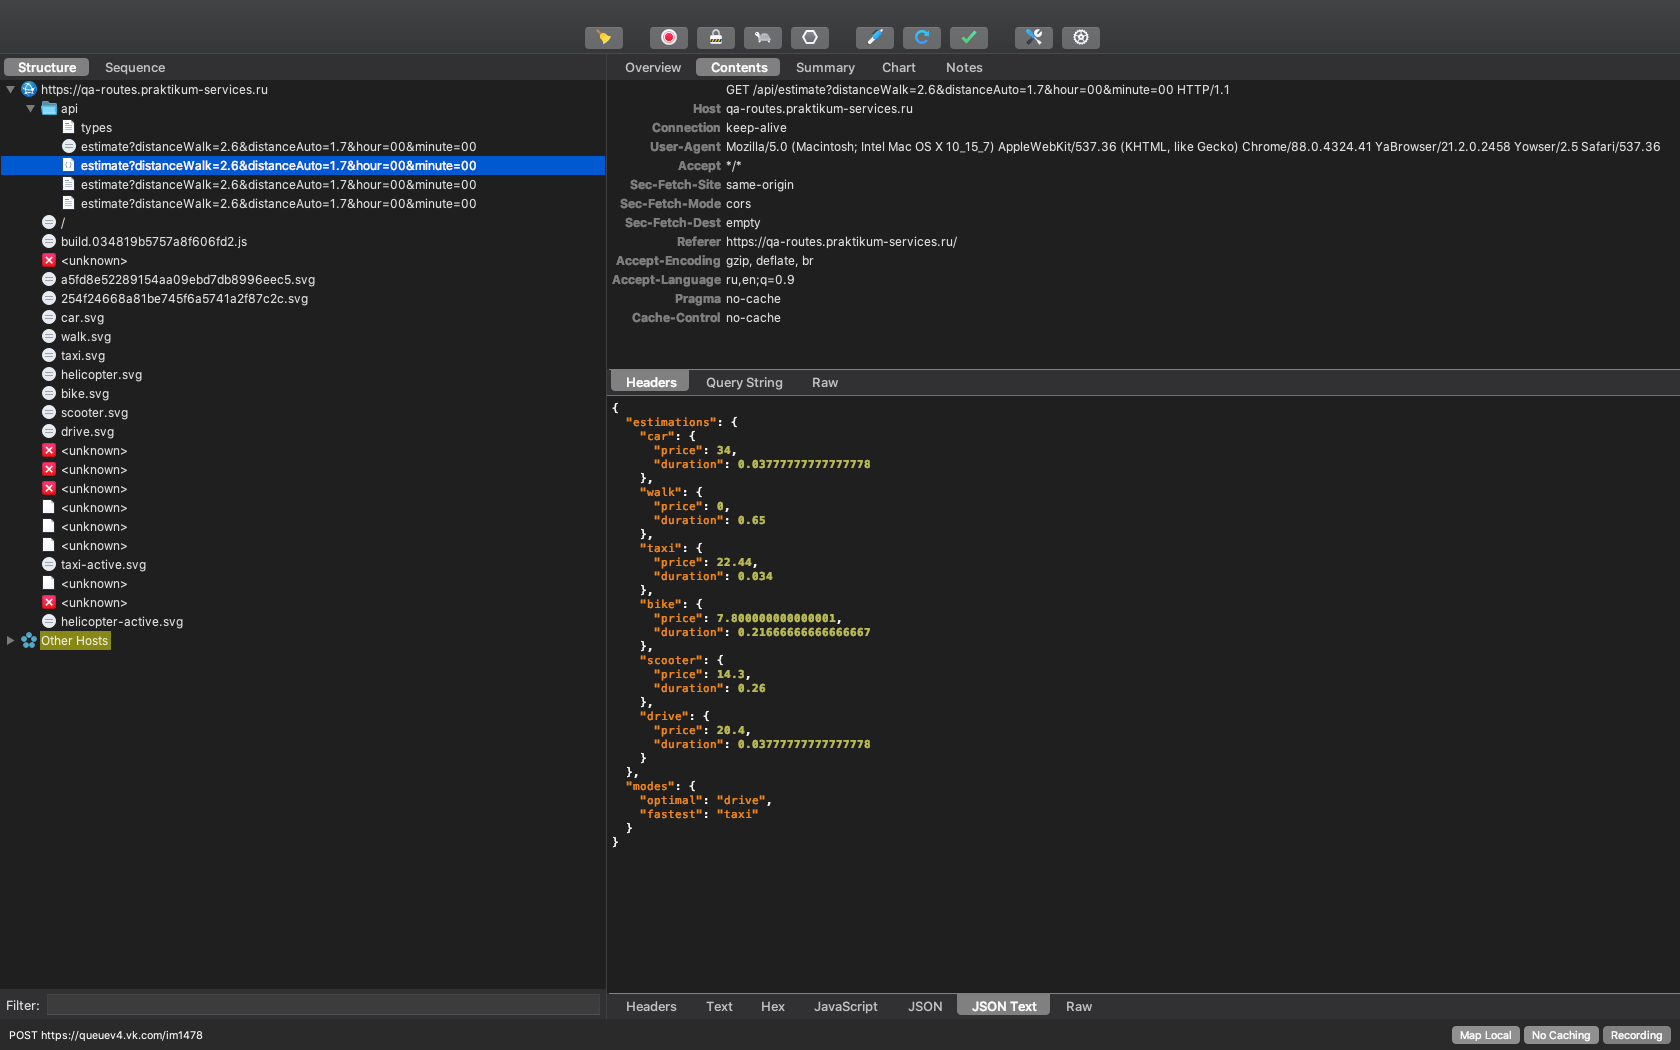 Structure
Sequence
https://qa-routes.praktikum-services.ru
api
types
estimate?distanceWalk=2.6&distanceAuto=1.7&hour=00&minute=00
estimate?distanceWalk=2.6&distanceAuto=1.7&hour=00&minute=00
estimate?distanceWalk=2.6&distanceAuto=1.7&hour=00&minute=00
estimate?distanceWalk=2.6&distanceAuto=1.7&hour=00&minute=00
/
build.034819b5757a8f606fd2.js
<unknown>
a5fd8e52289154aa09ebd7db8996eec5.svg
254f24668a81be745f6a5741a2f87c2c.svg
car.svg
walk.svg
taxi.svg
helicopter.svg
bike.svg
scooter.svg
drive.svg
<unknown>
<unknown>
<unknown>
<unknown>
<unknown>
<unknown>
taxi-active.svg
<unknown>
<unknown>
helicopter-active.svg
Other Hosts
Filter:
POST https://queuev4.vk.com/im1478
Overview Contents Summary Chart Notes
GET /api/estimate?distanceWalk=2.6&distanceAuto=1.7&hour=00&minute=00 HTTP/1.1
Host qa-routes.praktikum-services.ru
Connection keep-alive
User-Agent Mozilla/5.0 (Macintosh; Intel Mac OS X 10_15_7) AppleWebKit/537.36 (KHTML, like Gecko) Chrome/88.0.4324.41 YaBrowser/21.2.0.2458 Yowser/2.5 Safari/537.36
Accept */*
Sec-Fetch-Site same-origin
Sec-Fetch-Mode cors
Sec-Fetch-Dest empty
Referer https://qa-routes.praktikum-services.ru/
Accept-Encoding gzip, deflate, br
Accept-Language ru,en;q=0.9
Pragma no-cache
Cache-Control no-cache
Headers Query String Raw
{
"estimations": {
"car": {
"price": 34,
"duration": 0.03777777777777778
},
"walk": {
"price": 0,
"duration": 0.65
},
"taxi": {
"price": 22.44,
"duration": 0.034
},
"bike": {
"price": 7.800000000000001,
"duration": 0.21666666666666667
},
"scooter": {
"price": 14.3,
"duration": 0.26
},
"drive": {
"price": 20.4,
"duration": 0.03777777777777778
}
},
"modes": {
"optimal": "drive",
"fastest": "taxi"
}
}
Headers Text Hex JavaScript JSON JSON Text Raw
Map Local No Caching Recording